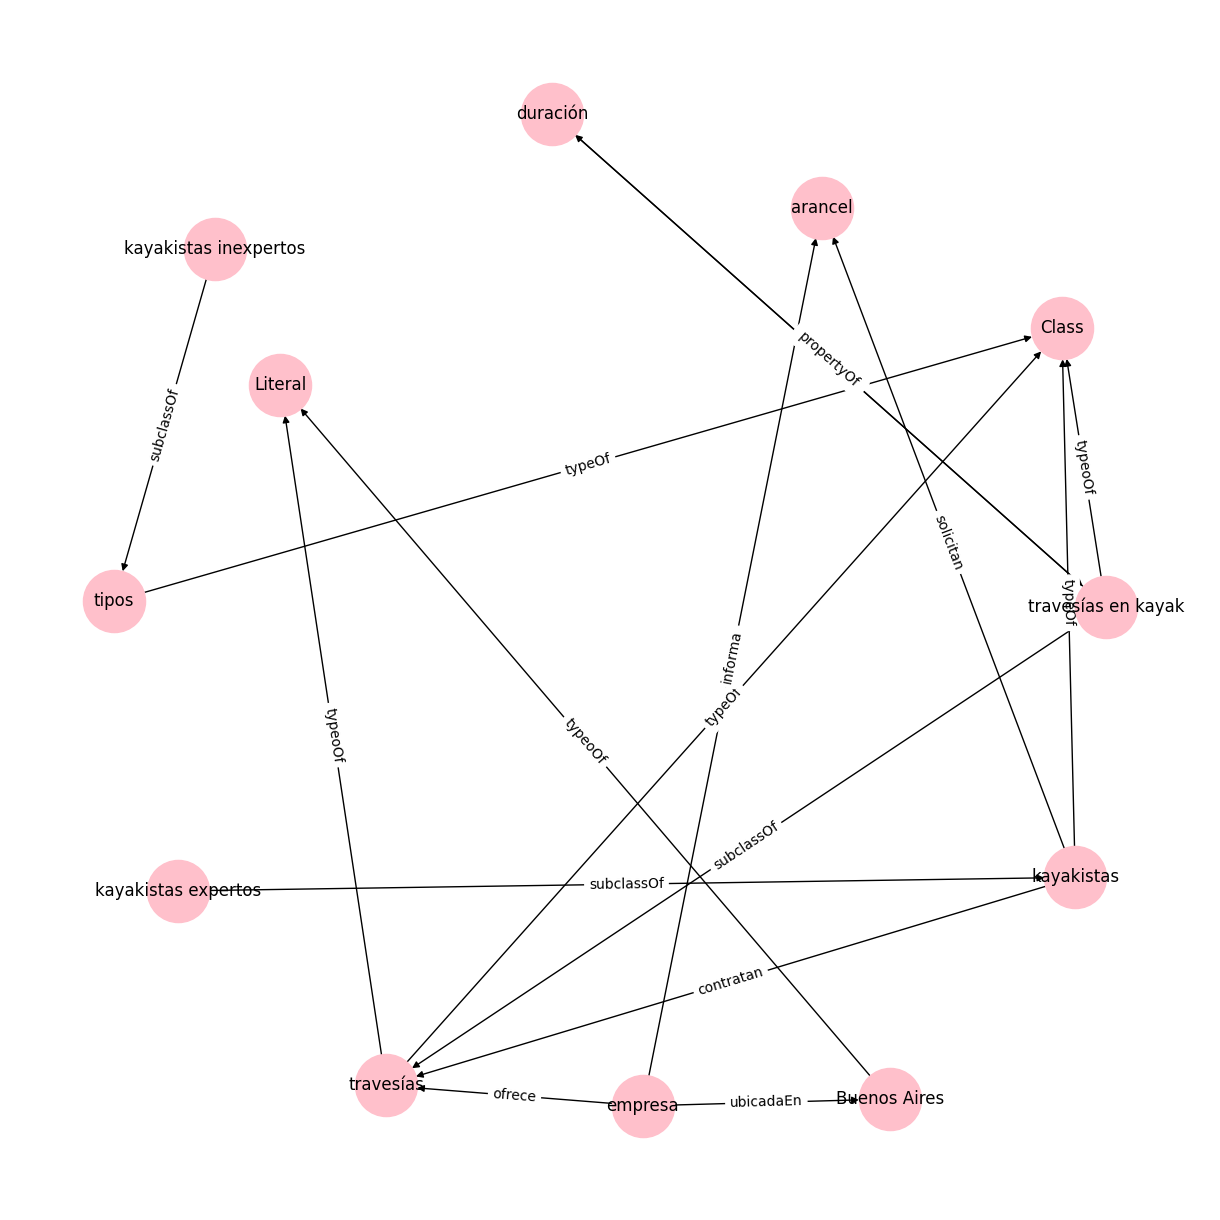 duración
arancel
kayakistas inexpertos
Class
propertyOf
Literal
subclassOf
typeOf
typeoOf
solicitan
tipos
typeOf
travesías en kayak
informa
typeOf
typeoOf
typeoOf
subclassOf
kayakistas expertos
subclassOf
kayakistas
contratan
travesías
ofrece
empresa
ubicadaEn
Buenos Aires